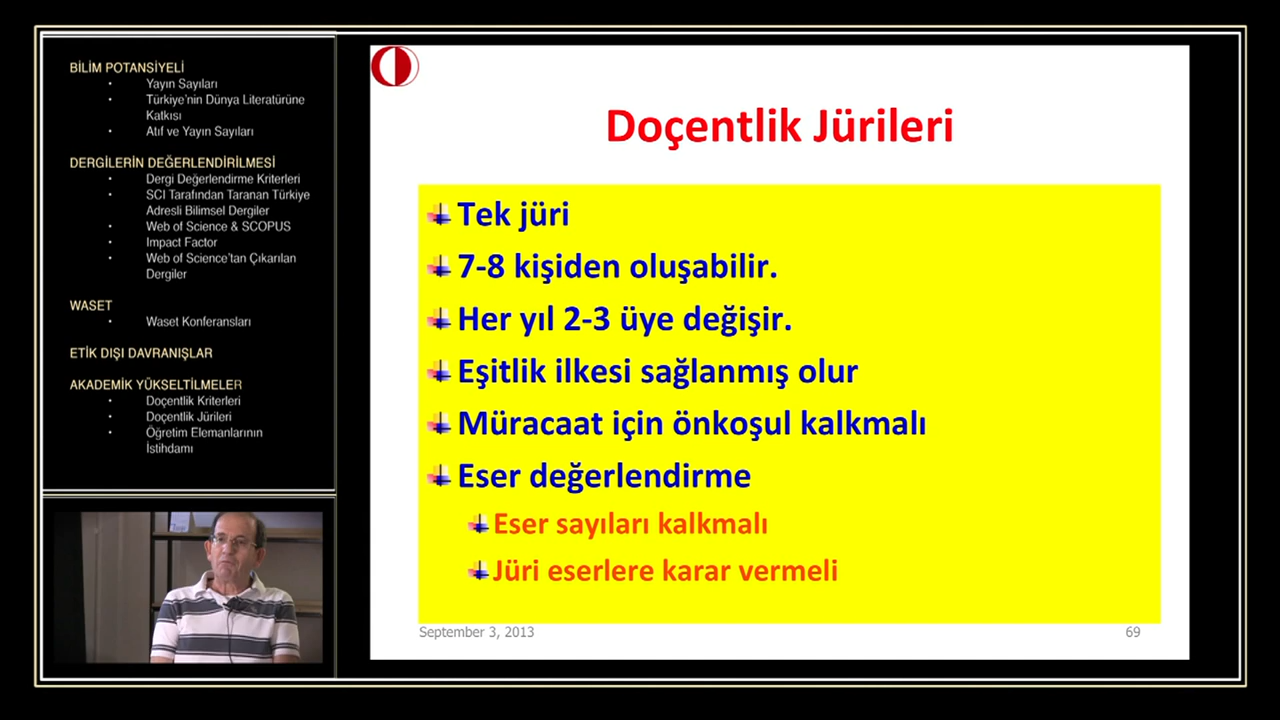 BİLİM POTANSİYELİ
Yayın Sayıları
Türkiye'nin Dünya Literatürüne
Katkısı
Atıf ve Yayın Sayıları
DERGİLERİN DEĞERLENDİRİLMESİ
Dergi Değerlendirme Kriterleri
SCI Tarafından Taranan Türkiye
Adresli Bilimsel Dergiler
Web of Science & SCOPUS
Impact Factor
Web of Science'tan Çıkarılan
Dergiler
WASET
Waset Konferansları
ETİK DIŞI DAVRANIŞLAR
AKADEMİK YÜKSELTİLMELER
Doçentlik Kriterleri
Doçentlik Jürileri
Öğretim Elemanlarının
İstihdamı
Doçentlik Jürileri
Tek jüri
7-8 kişiden oluşabilir.
Her yıl 2-3 üye değişir.
Eşitlik ilkesi sağlanmış olur
Müracaat için önkoşul kalkmalı
Eser değerlendirme
Eser sayıları kalkmalı
Jüri eserlere karar vermeli
September 3, 2013
69